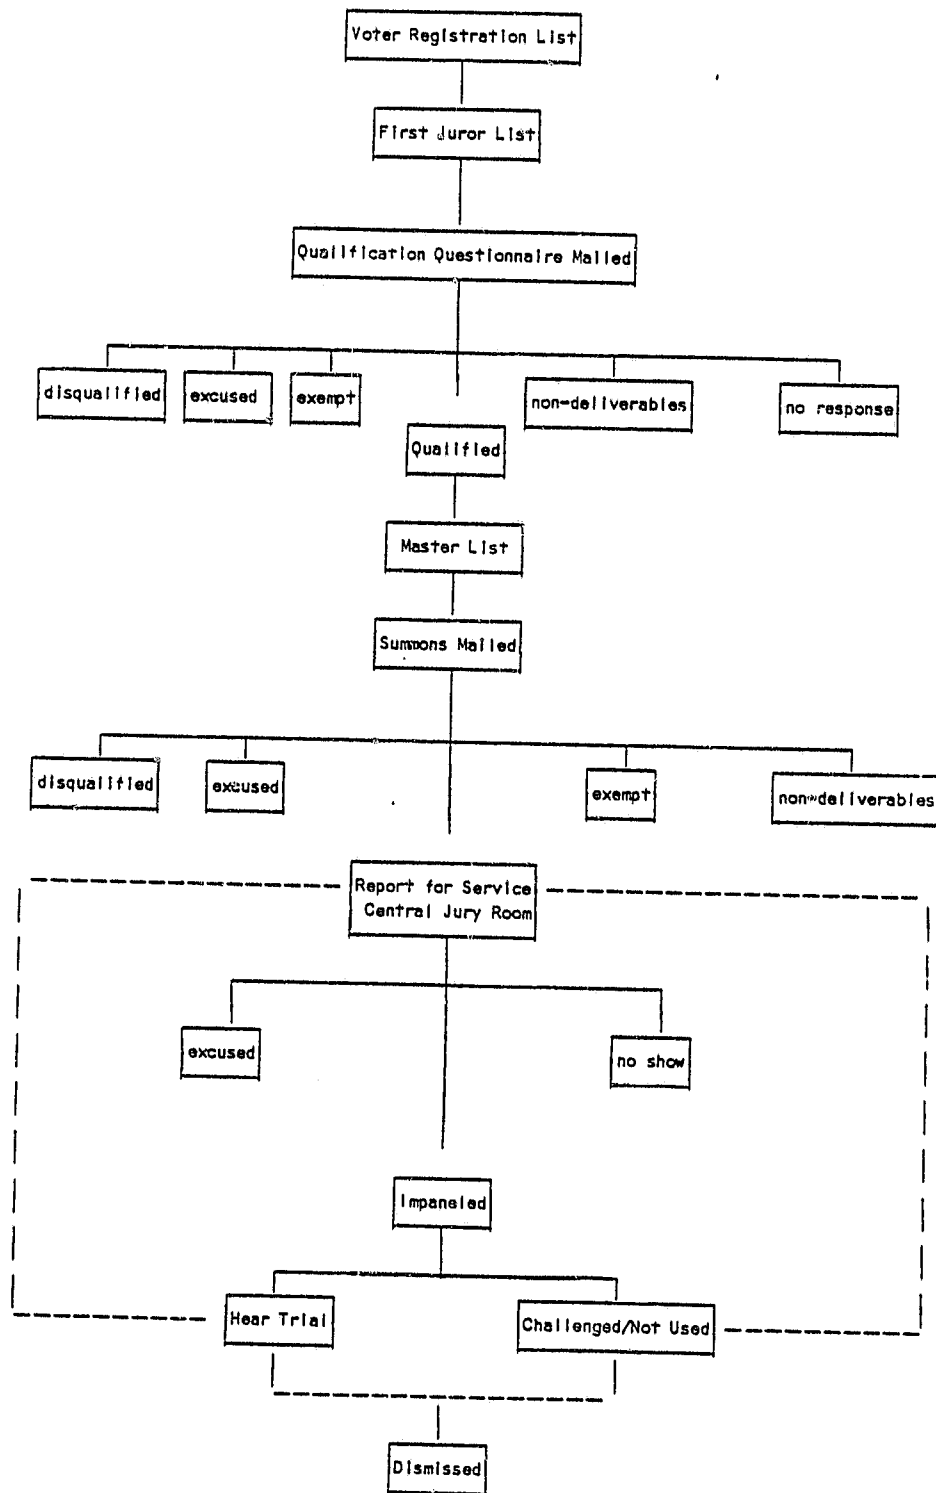 Voter Registration List
First Juror List
Qualification Questionnaire Mailed
disqualified
excused
exempt
non-deliverables
no response
Qualified
Master List
Summons Mailed
disqualified
excused
exempt
non-deliverables
Report for Service
Central Jury Room
excused
no show
Impaneled
Hear Trial
Challenged/Not Used
Dismissed